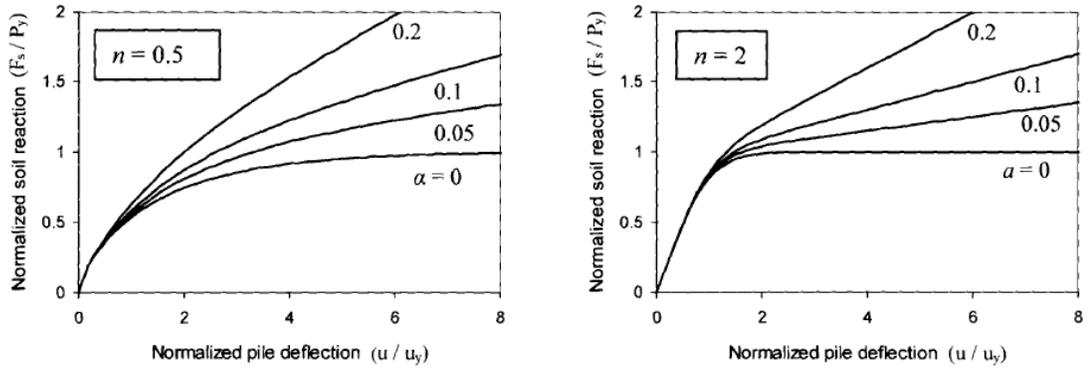 Normalized soil reaction (Fs / Py)
2
1.5
1
0.5
0
n = 0.5
0.2
0.1
0.05
α = 0
0 2 4 6 8
Normalized pile deflection (u / uy)
Normalized soil reaction (Fs / Py)
2
1.5
1
0.5
0
n = 2
0.2
0.1
0.05
a = 0
0 2 4 6 8
Normalized pile deflection (u / uy)